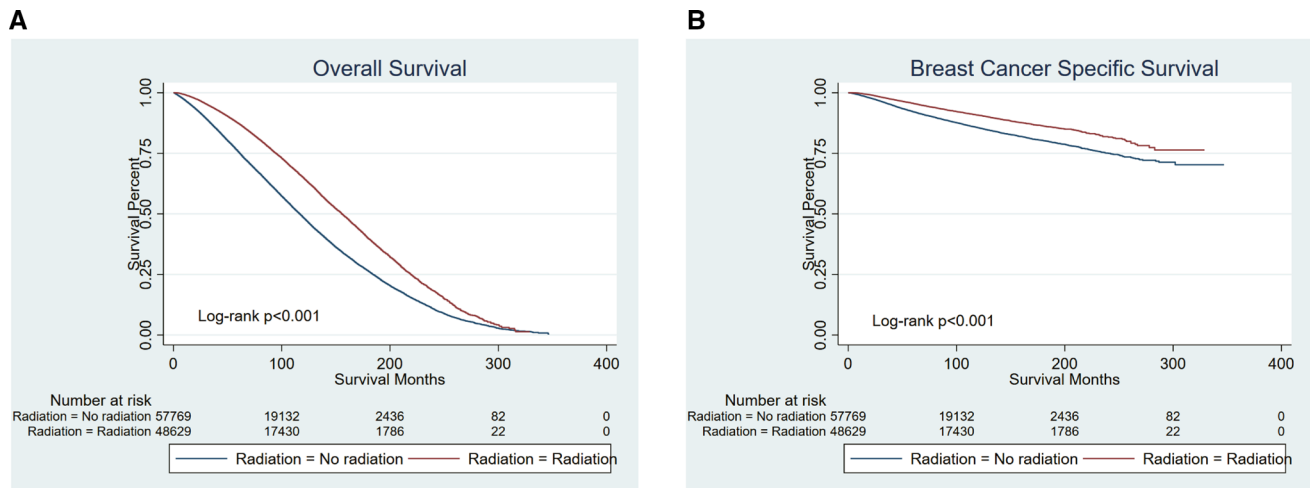 A
Overall Survival
Survival Percent
1.00
0.75
0.50
0.25
0.00
Log-rank p<0.001
0 100 200 300 400
Survival Months
Number at risk
Radiation = No radiation 57769 19132 2436 82 0
Radiation = Radiation 48629 17430 1786 22 0
Radiation = No radiation Radiation = Radiation
B
Breast Cancer Specific Survival
Survival Percent
1.00
0.75
0.50
0.25
0.00
Log-rank p<0.001
0 100 200 300 400
Survival Months
Number at risk
Radiation = No radiation 57769 19132 2436 82 0
Radiation = Radiation 48629 17430 1786 22 0
Radiation = No radiation Radiation = Radiation